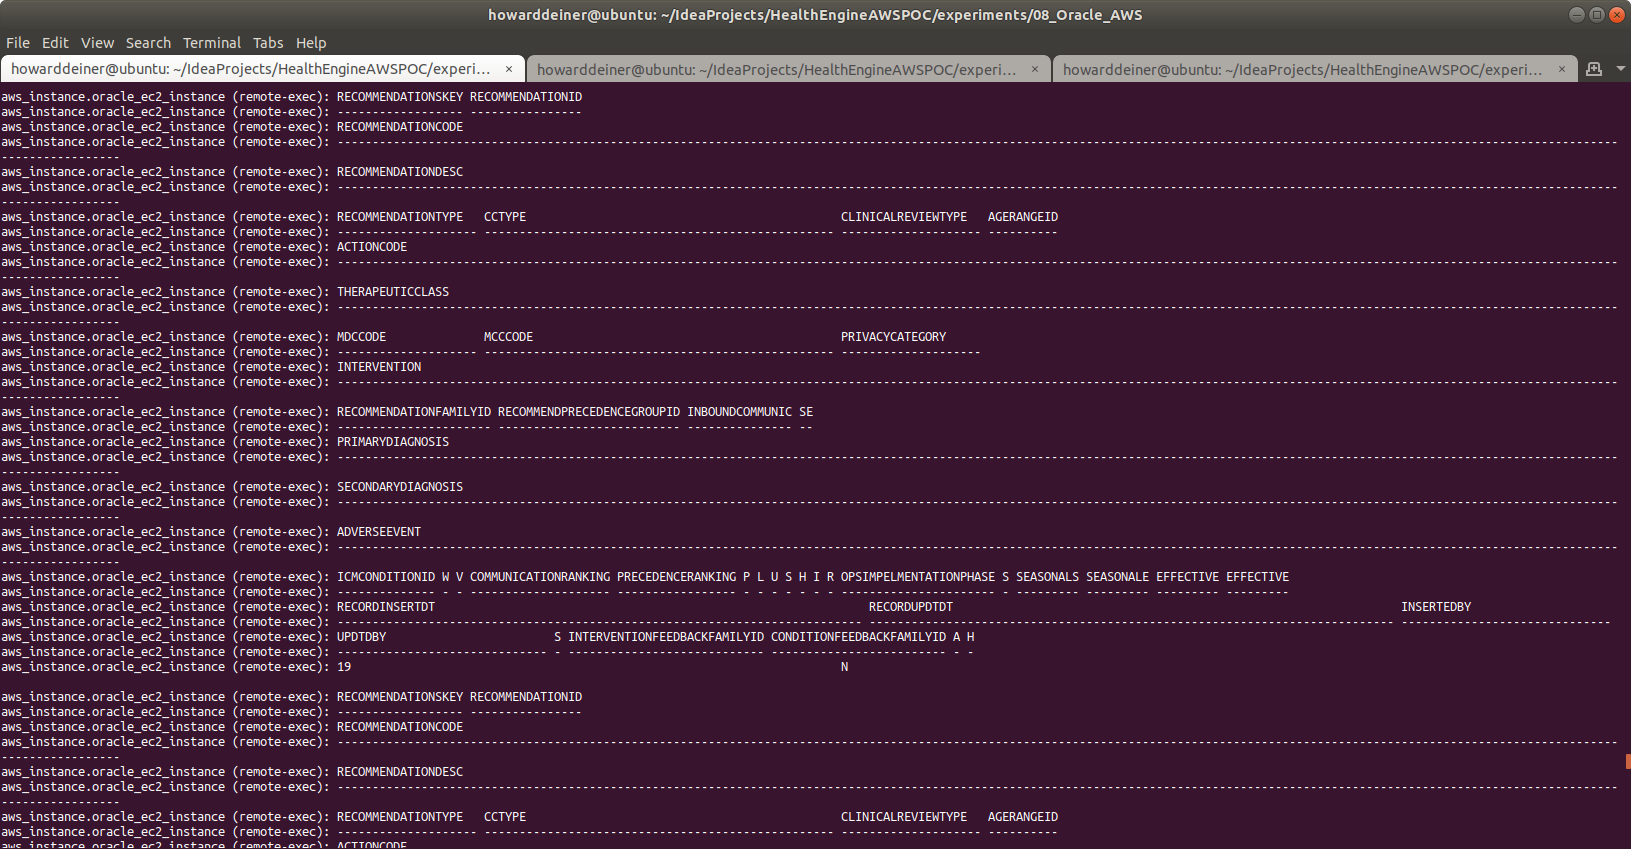 howarddeiner@ubuntu: ~/IdeaProjects/HealthEngineAWSPOC/experiments/08_Oracle_AWS
File Edit View Search Terminal Tabs Help
howarddeiner@ubuntu: ~/IdeaProjects/HealthEngineAWSPOC/experi... × howarddeiner@ubuntu: ~/IdeaProjects/HealthEngineAWSPOC/experi... × howarddeiner@ubuntu: ~/IdeaProjects/HealthEngineAWSPOC/experi... ×
aws_instance.oracle_ec2_instance (remote-exec): RECOMMENDATIONSKEY RECOMMENDATIONID
aws_instance.oracle_ec2_instance (remote-exec): ------------------ ----------------
aws_instance.oracle_ec2_instance (remote-exec): RECOMMENDATIONCODE
aws_instance.oracle_ec2_instance (remote-exec): ---------------------------------------------------------------------------------------------------------------------------------------------------------------------------------------
-----------------
aws_instance.oracle_ec2_instance (remote-exec): RECOMMENDATIONDESC
aws_instance.oracle_ec2_instance (remote-exec): ---------------------------------------------------------------------------------------------------------------------------------------------------------------------------------------
-----------------
aws_instance.oracle_ec2_instance (remote-exec): RECOMMENDATIONTYPE CCTYPE CLINICALREVIEWTYPE AGERANGEID
aws_instance.oracle_ec2_instance (remote-exec): -------------------- -------------------------------------------------- -------------------- ----------
aws_instance.oracle_ec2_instance (remote-exec): ACTIONCODE
aws_instance.oracle_ec2_instance (remote-exec): ---------------------------------------------------------------------------------------------------------------------------------------------------------------------------------------
-----------------
aws_instance.oracle_ec2_instance (remote-exec): THERAPEUTICCLASS
aws_instance.oracle_ec2_instance (remote-exec): ---------------------------------------------------------------------------------------------------------------------------------------------------------------------------------------
-----------------
aws_instance.oracle_ec2_instance (remote-exec): MDCCODE MCCCODE PRIVACYCATEGORY
aws_instance.oracle_ec2_instance (remote-exec): -------------------- -------------------------------------------------- --------------------
aws_instance.oracle_ec2_instance (remote-exec): INTERVENTION
aws_instance.oracle_ec2_instance (remote-exec): ---------------------------------------------------------------------------------------------------------------------------------------------------------------------------------------
-----------------
aws_instance.oracle_ec2_instance (remote-exec): RECOMMENDATIONFAMILYID RECOMMENDPRECEDENCEGROUPID INBOUNDCOMMUNIC SE
aws_instance.oracle_ec2_instance (remote-exec): ---------------------- -------------------------- --------------- --
aws_instance.oracle_ec2_instance (remote-exec): PRIMARYDIAGNOSIS
aws_instance.oracle_ec2_instance (remote-exec): ---------------------------------------------------------------------------------------------------------------------------------------------------------------------------------------
-----------------
aws_instance.oracle_ec2_instance (remote-exec): SECONDARYDIAGNOSIS
aws_instance.oracle_ec2_instance (remote-exec): ---------------------------------------------------------------------------------------------------------------------------------------------------------------------------------------
-----------------
aws_instance.oracle_ec2_instance (remote-exec): ADVERSEEVENT
aws_instance.oracle_ec2_instance (remote-exec): ---------------------------------------------------------------------------------------------------------------------------------------------------------------------------------------
-----------------
aws_instance.oracle_ec2_instance (remote-exec): ICMCONDITIONID W V COMMUNICATIONRANKING PRECEDENCERANKING P L U S H I R OPSIMPELMENTATIONPHASE S SEASONALS SEASONALE EFFECTIVE EFFECTIVE
aws_instance.oracle_ec2_instance (remote-exec): -------------- - - -------------------- ----------------- - - - - - - - ---------------------- - --------- --------- --------- ---------
aws_instance.oracle_ec2_instance (remote-exec): RECORDINSERTDT RECORDUPDTDT INSERTEDBY
aws_instance.oracle_ec2_instance (remote-exec): --------------------------------------------------------------------------- --------------------------------------------------------------------------- ------------------------------
aws_instance.oracle_ec2_instance (remote-exec): UPDTDBY S INTERVENTIONFEEDBACKFAMILYID CONDITIONFEEDBACKFAMILYID A H
aws_instance.oracle_ec2_instance (remote-exec): ------------------------------ - ---------------------------- ------------------------- - -
aws_instance.oracle_ec2_instance (remote-exec): 19 N
aws_instance.oracle_ec2_instance (remote-exec): RECOMMENDATIONSKEY RECOMMENDATIONID
aws_instance.oracle_ec2_instance (remote-exec): ------------------ ----------------
aws_instance.oracle_ec2_instance (remote-exec): RECOMMENDATIONCODE
aws_instance.oracle_ec2_instance (remote-exec): ---------------------------------------------------------------------------------------------------------------------------------------------------------------------------------------
-----------------
aws_instance.oracle_ec2_instance (remote-exec): RECOMMENDATIONDESC
aws_instance.oracle_ec2_instance (remote-exec): ---------------------------------------------------------------------------------------------------------------------------------------------------------------------------------------
-----------------
aws_instance.oracle_ec2_instance (remote-exec): RECOMMENDATIONTYPE CCTYPE CLINICALREVIEWTYPE AGERANGEID
aws_instance.oracle_ec2_instance (remote-exec): -------------------- -------------------------------------------------- -------------------- ----------
aws_instance.oracle_ec2_instance (remote-exec): ACTIONCODE